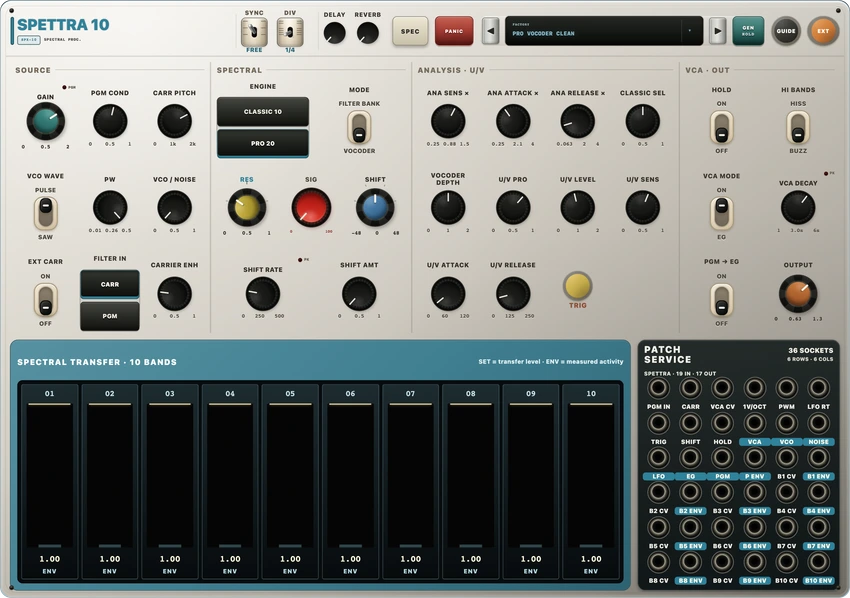 SPETTRA 10
SPECTRAL PROC.
SYNC
FREE
DIV
1/4
DELAY
REVERB
SPEC
PANIC
FACTORY
PRO VOCODER CLEAN
GEN
HOLD
GUIDE
EXT
SOURCE
GAIN
0 0.5 2
PGM COND
0 0.5 1
CARR PITCH
0 1k 2k
VCO WAVE
PULSE
SAW
PW
0.01 0.26 0.5
VCO / NOISE
0 0.5 1
EXT CARR
ON
OFF
FILTER IN
CARR
PGM
CARRIER ENH
0 0.5 1
SPECTRAL
ENGINE
CLASSIC 10
PRO 20
MODE
FILTER BANK
VOCODER
RES
0 0.5 1
SIG
0 100
SHIFT
-48 0 48
SHIFT RATE
0 250 500
SHIFT AMT
0 0.5 1
ANALYSIS · U/V
ANA SENS ×
0.25 0.88 1.5
ANA ATTACK ×
0.25 2.1 4
ANA RELEASE ×
0.063 2 4
CLASSIC SEL
0 0.5 1
VOCODER
DEPTH
0 1 2
U/V PRO
0 0.5 1
U/V LEVEL
0 1 2
U/V SENS
0 0.5 1
U/V ATTACK
0 60 120
U/V RELEASE
0 125 250
TRIG
VCA · OUT
HOLD
ON
OFF
HI BANDS
HISS
BUZZ
VCA MODE
ON
EG
VCA DECAY
1 3.0s 6s
PGM → EG
ON
OFF
OUTPUT
0 0.63 1.3
SPECTRAL TRANSFER · 10 BANDS
SET = transfer level · ENV = measured activity
01 02 03 04 05 06 07 08 09 10
1.00 1.00 1.00 1.00 1.00 1.00 1.00 1.00 1.00 1.00
ENV ENV ENV ENV ENV ENV ENV ENV ENV ENV
PATCH
SERVICE
36 SOCKETS
6 ROWS · 6 COLS
SPETTRA · 19 IN · 17 OUT
PGM IN CARR VCA CV 1V/OCT PWM LFO RT
TRIG SHIFT HOLD VCA VCO NOISE
LFO EG PGM P ENV B1 CV B1 ENV
B2 CV B2 ENV B3 CV B3 ENV B4 CV B4 ENV
B5 CV B5 ENV B6 CV B6 ENV B7 CV B7 ENV
B8 CV B8 ENV B9 CV B9 ENV B10 CV B10 ENV